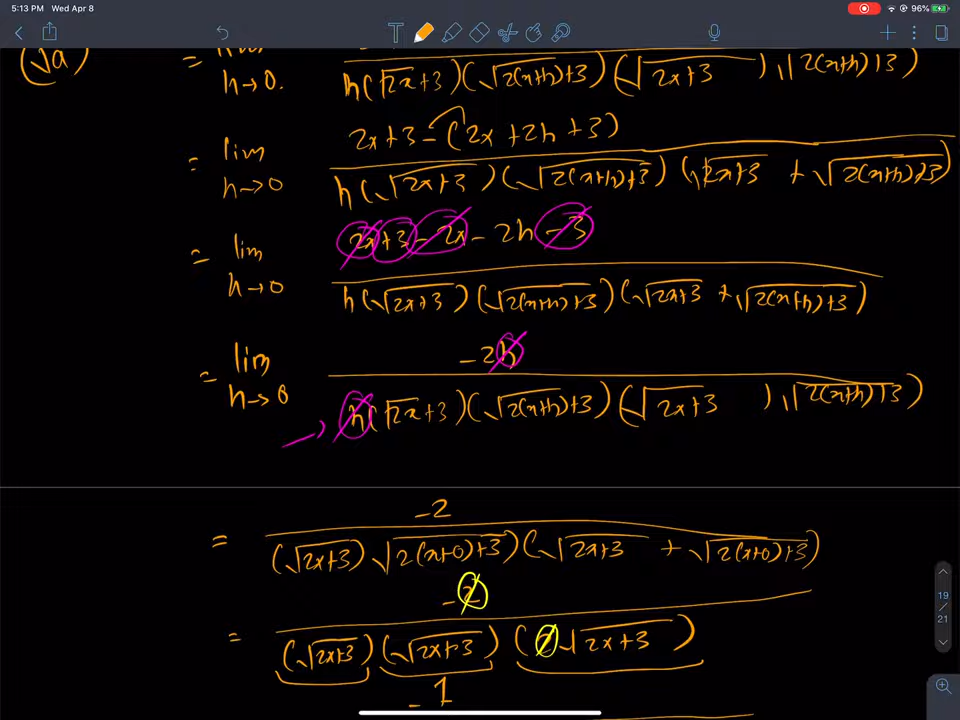 5:13 PM Wed Apr 8 96%
(√a) = lim h→0. h(√2x+3)(√2(x+h)+3)(√2x+3 ) , √2(x+h)+3)
= lim h→0 2x+3-(2x+2h+3)
h(√2x+3)(√2(x+h)+3)(√2x+3 + √2(x+h)+3)
= lim h→0 2x+3-2x-2h-3
h(√2x+3)(√2(x+h)+3)(√2x+3 + √2(x+h)+3)
= lim h→0 -2h
h(√2x+3)(√2(x+h)+3)(√2x+3 ) , √2(x+h)+3)
= -2
(√2x+3) √2(x+0)+3)(√2x+3 + √2(x+0)+3)
= -2
(√2x+3)(√2x+3)(2√2x+3)
-1
19
/
21